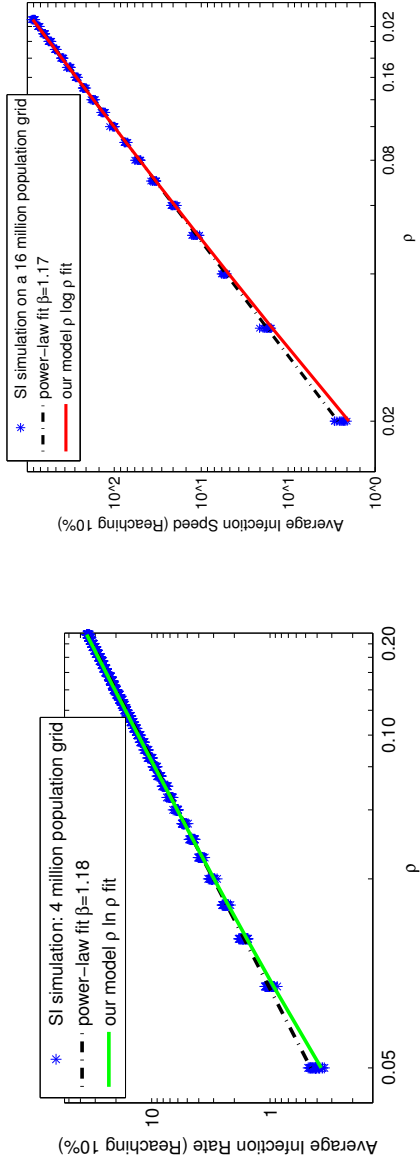 SI simulation: 4 million population grid
power−law fit β=1.18
our model ρ ln ρ fit
Average Infection Rate (Reaching 10%)
10
1
0.05
0.10
0.20
ρ
SI simulation on a 16 million population grid
power−law fit β=1.17
our model ρ log ρ fit
Average Infection Speed (Reaching 10%)
10^2
10^1
10^1
10^0
0.02
0.08
0.16
0.02
ρ